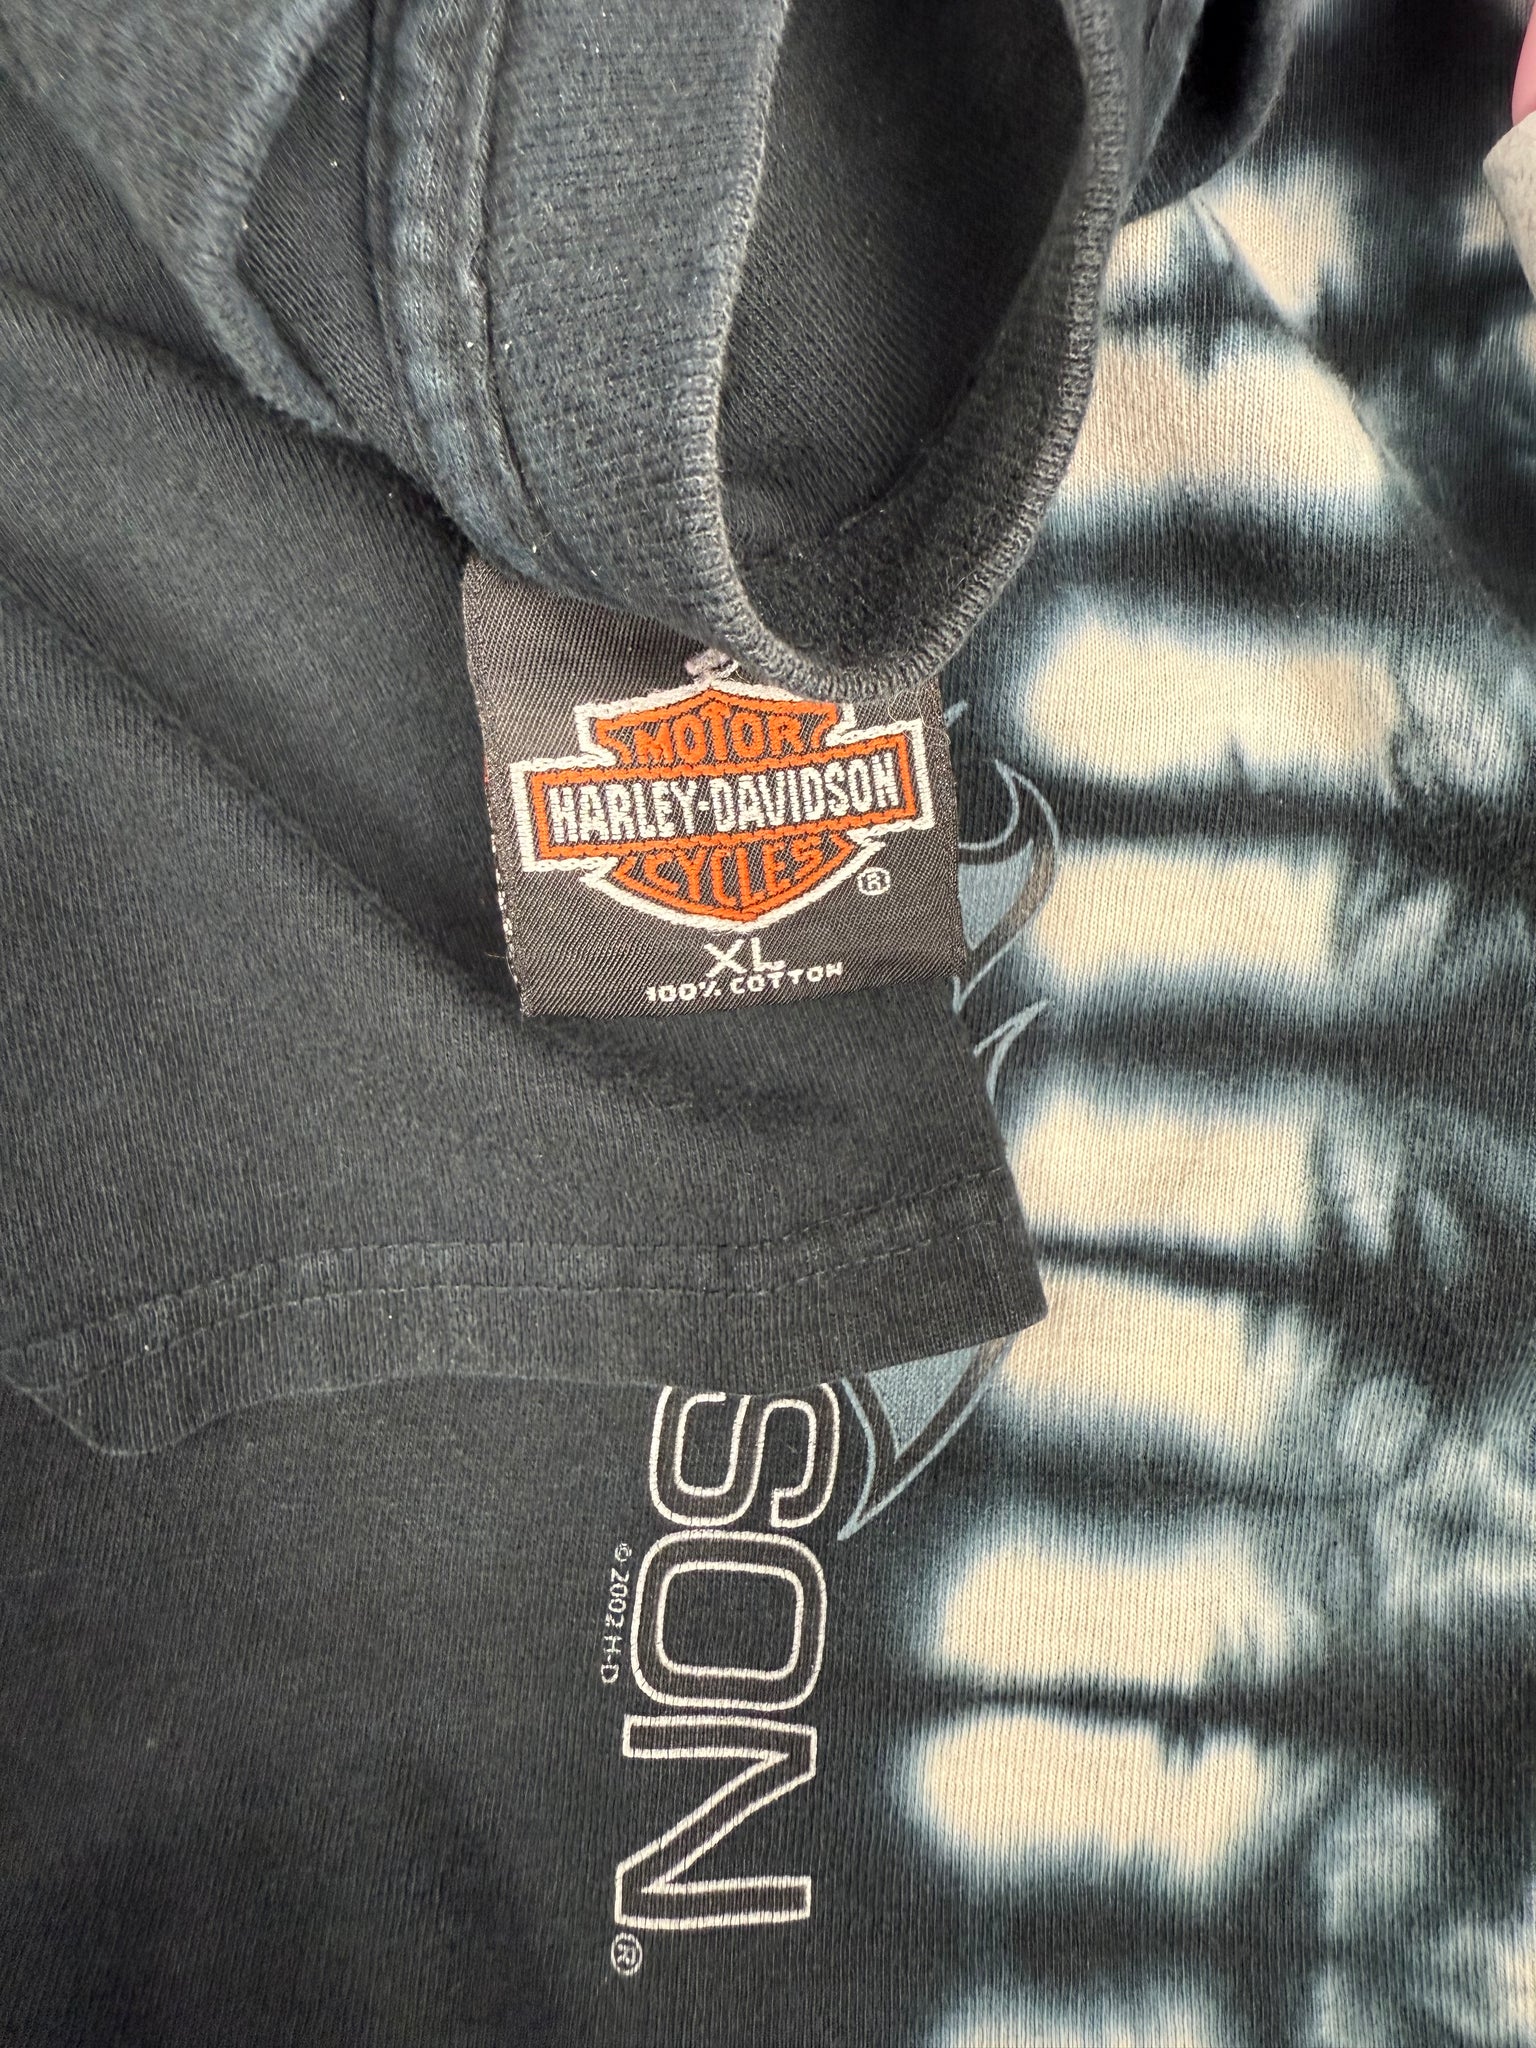 MOTOR
HARLEY-DAVIDSON
CYCLES
®
XL
100% COTTON
SON®
© 2002 H-D